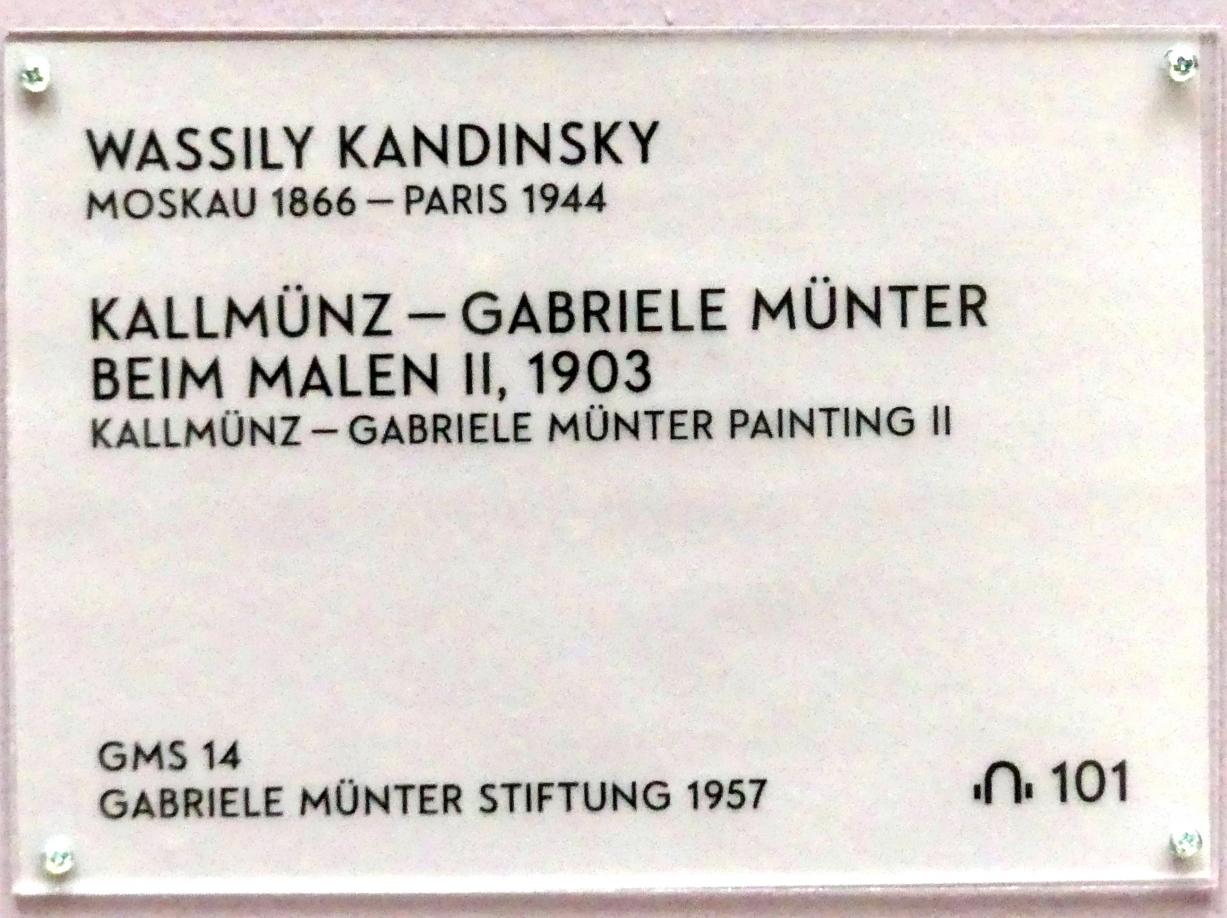 WASSILY KANDINSKY
MOSKAU 1866 – PARIS 1944
KALLMÜNZ – GABRIELE MÜNTER
BEIM MALEN II, 1903
KALLMÜNZ – GABRIELE MÜNTER PAINTING II
GMS 14
GABRIELE MÜNTER STIFTUNG 1957
101